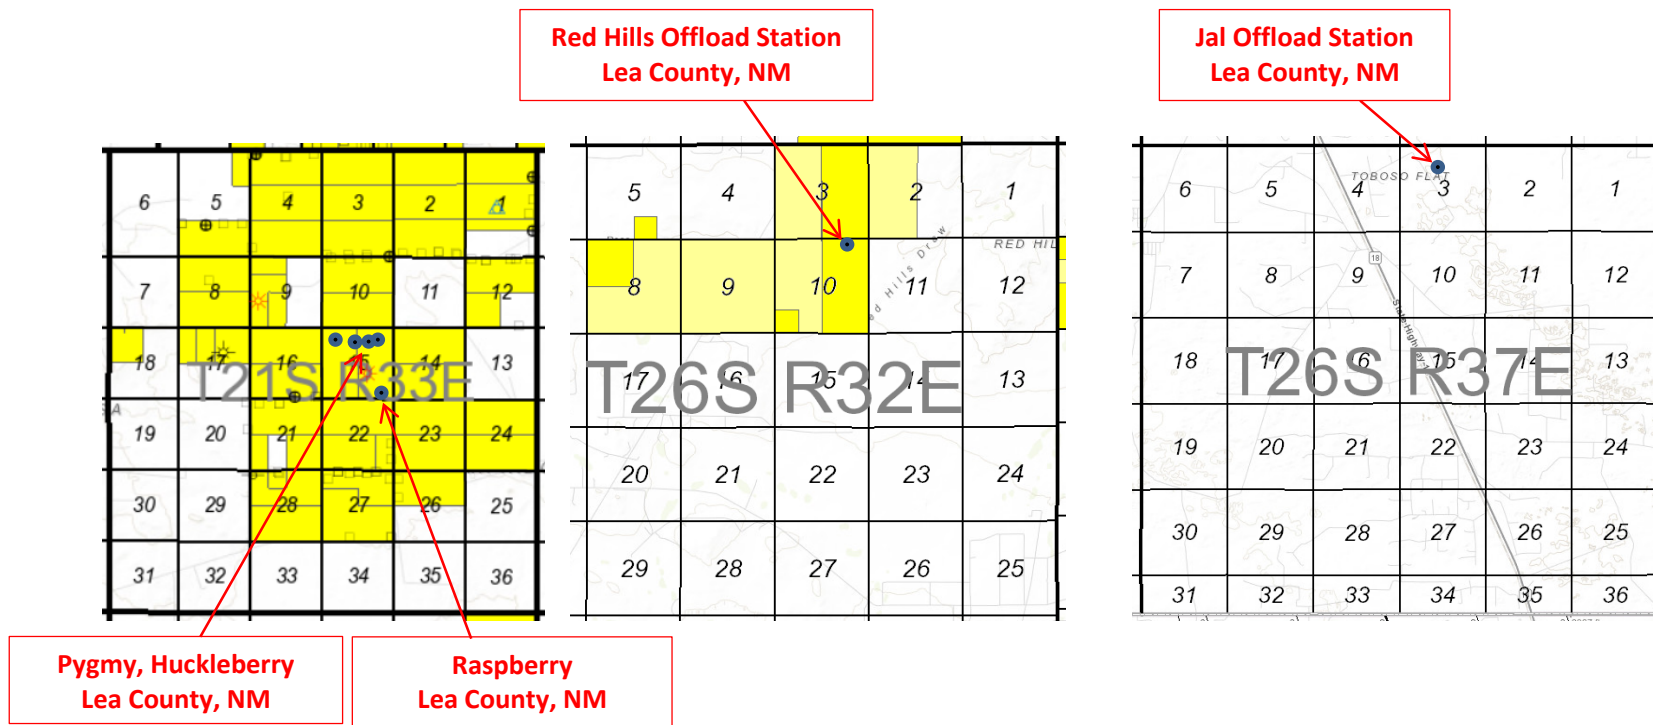 Red Hills Offload Station
Lea County, NM
Jal Offload Station
Lea County, NM
6 5 4 3 2 1
7 8 9 10 11 12
18 17 16 15 14 13
T21S R33E
19 20 21 22 23 24
30 29 28 27 26 25
31 32 33 34 35 36
5 4 3 2 1
RED HIL
8 9 10 11 12
Hills Draw
17 16 15 14 13
T26S R32E
20 21 22 23 24
29 28 27 26 25
TOBOSO FLAT
6 5 4 3 2 1
18
7 8 9 10 11 12
State Highway
18 17 16 15 14 13
T26S R37E
19 20 21 22 23 24
30 29 28 27 26 25
31 32 33 34 35 36
Pygmy, Huckleberry
Lea County, NM
Raspberry
Lea County, NM